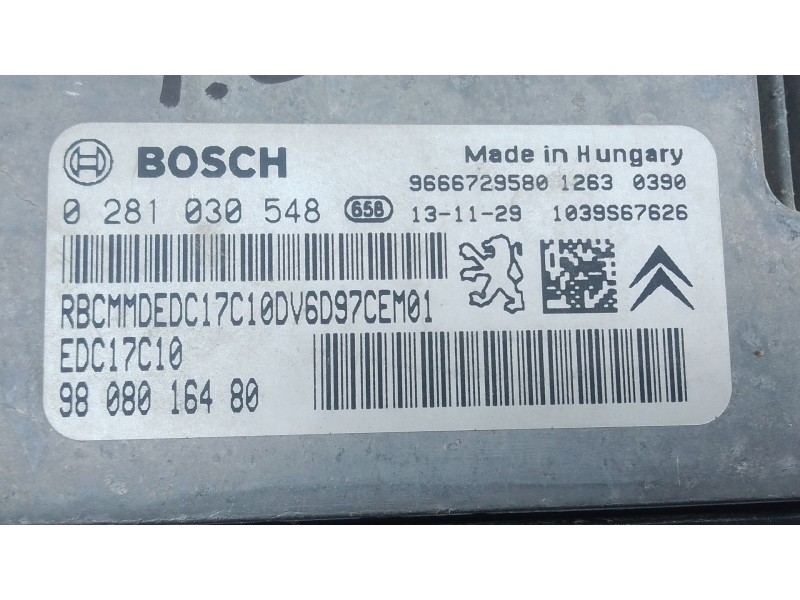 BOSCH
Made in Hungary
9666729580 1263 0390
0 281 030 548 658 13-11-29 1039S67626
RBCMMDEDC17C10DV6D97CEM01
EDC17C10
98 080 164 80